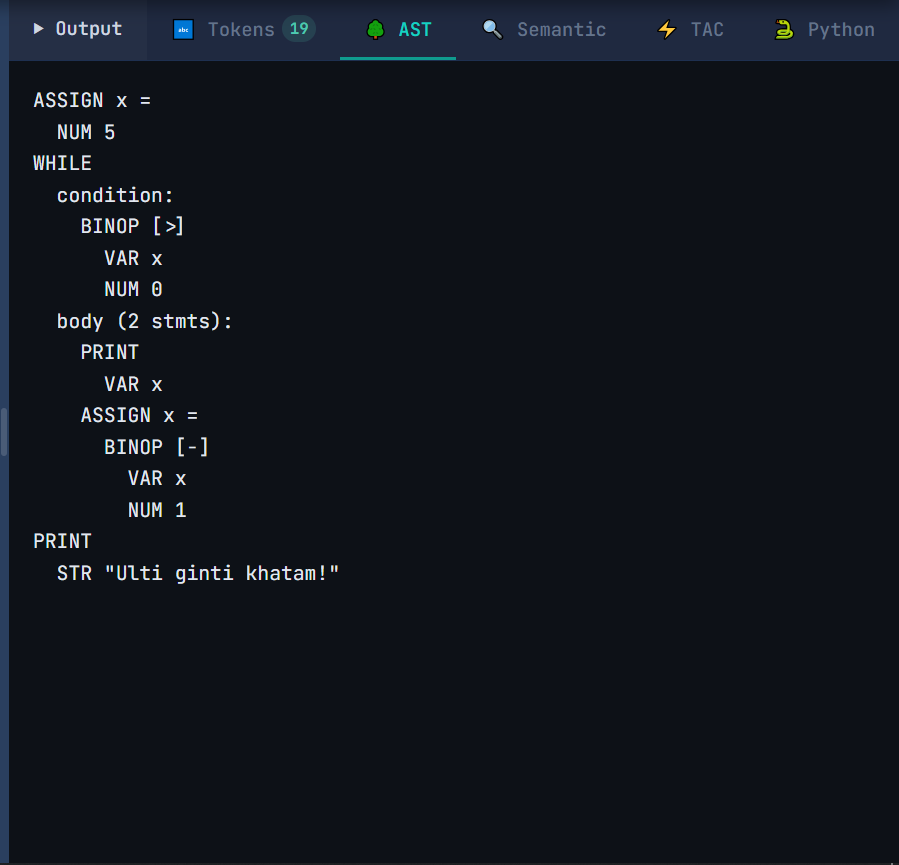 Output Tokens 19 AST Semantic TAC Python
ASSIGN x =
NUM 5
WHILE
condition:
BINOP [>]
VAR x
NUM 0
body (2 stmts):
PRINT
VAR x
ASSIGN x =
BINOP [-]
VAR x
NUM 1
PRINT
STR "Ulti ginti khatam!"